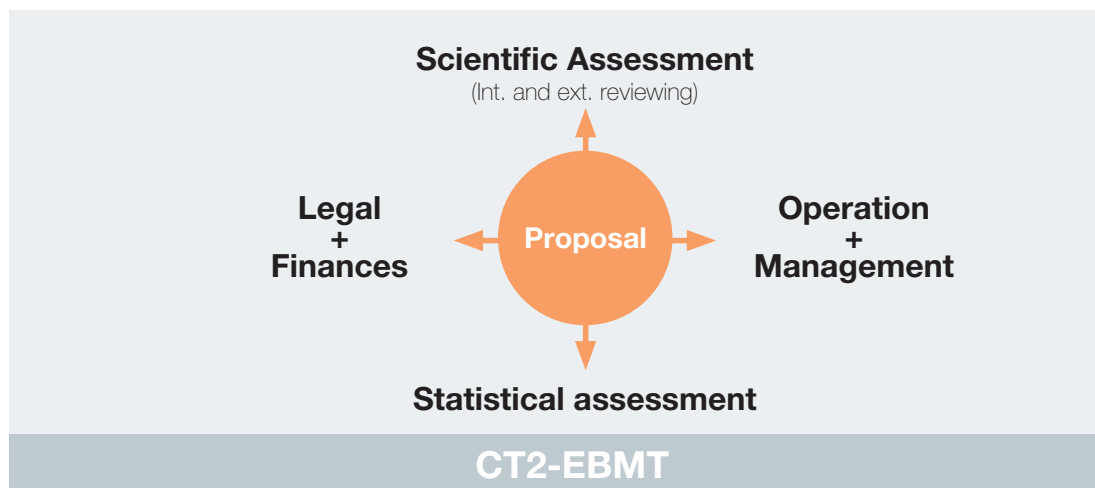 Scientific Assessment
(Int. and ext. reviewing)
Legal
+
Finances
Proposal
Operation
+
Management
Statistical assessment
CT2-EBMT